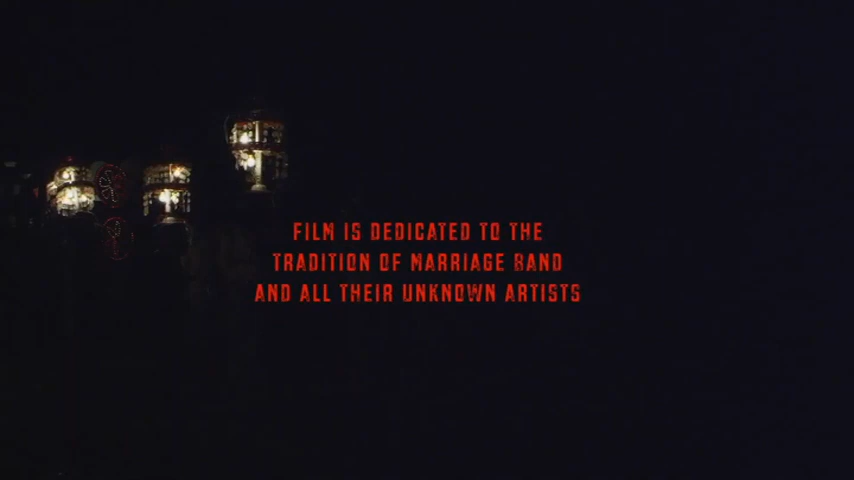 FILM IS DEDICATED TO THE
TRADITION OF MARRIAGE BAND
AND ALL THEIR UNKNOWN ARTISTS